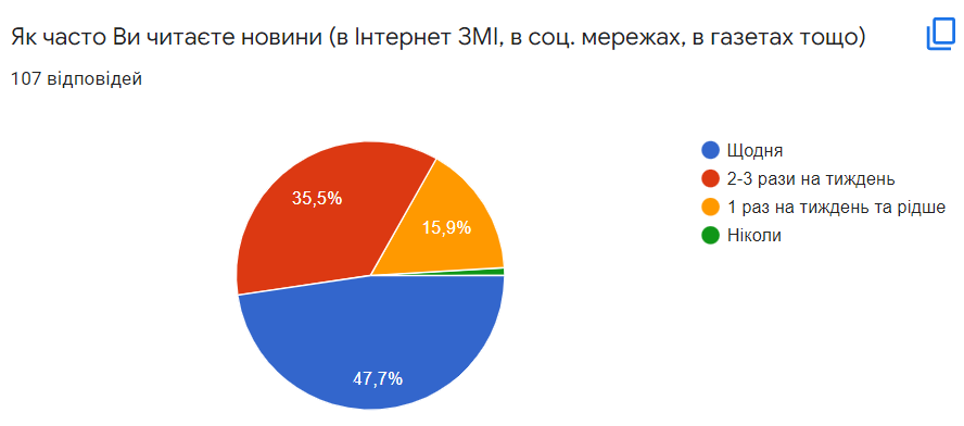 Як часто Ви читаєте новини (в Інтернет ЗМІ, в соц. мережах, в газетах тощо)
107 відповідей
35,5%
15,9%
47,7%
Щодня
2-3 рази на тиждень
1 раз на тиждень та рідше
Ніколи